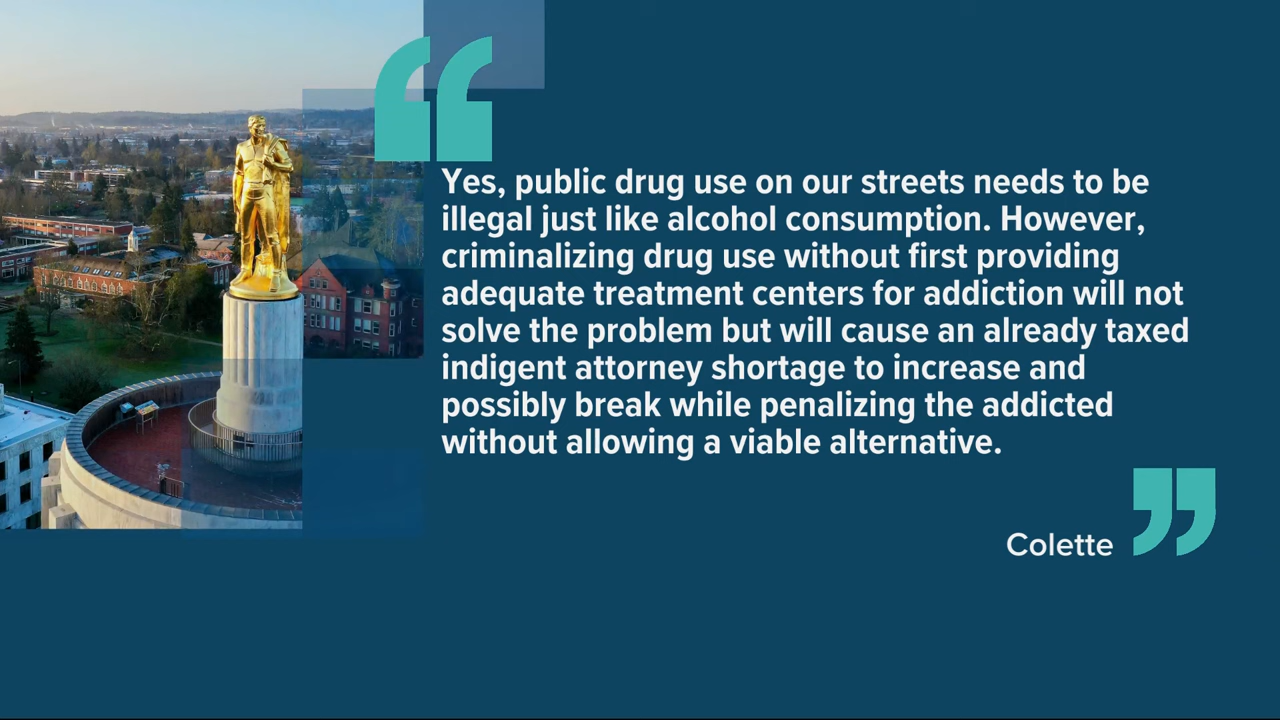 Yes, public drug use on our streets needs to be
illegal just like alcohol consumption. However,
criminalizing drug use without first providing
adequate treatment centers for addiction will not
solve the problem but will cause an already taxed
indigent attorney shortage to increase and
possibly break while penalizing the addicted
without allowing a viable alternative.
Colette